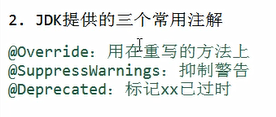 2. JDK提供的三个常用注解
@Override: 用在重写的方法上
@SuppressWarnings: 抑制警告
@Deprecated: 标记xx已过时